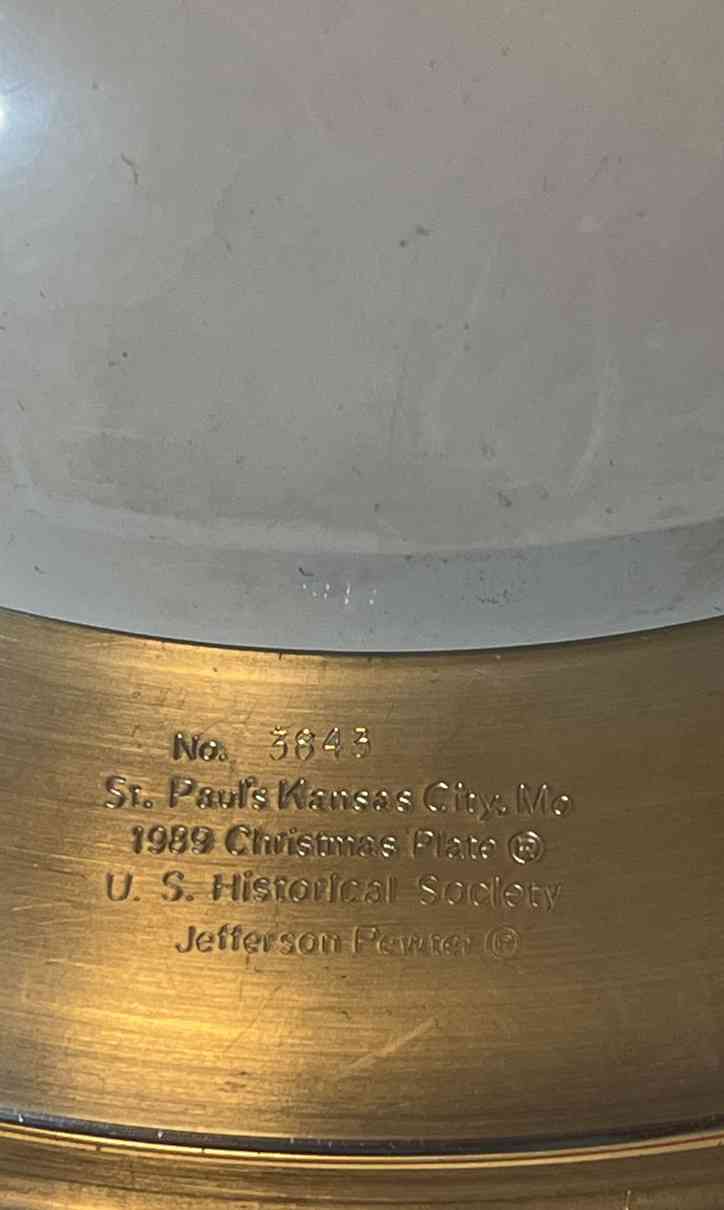 No. 3843
St. Paul's Kansas City, Mo
1989 Christmas Plate ®
U. S. Historical Society
Jefferson Pewter ®